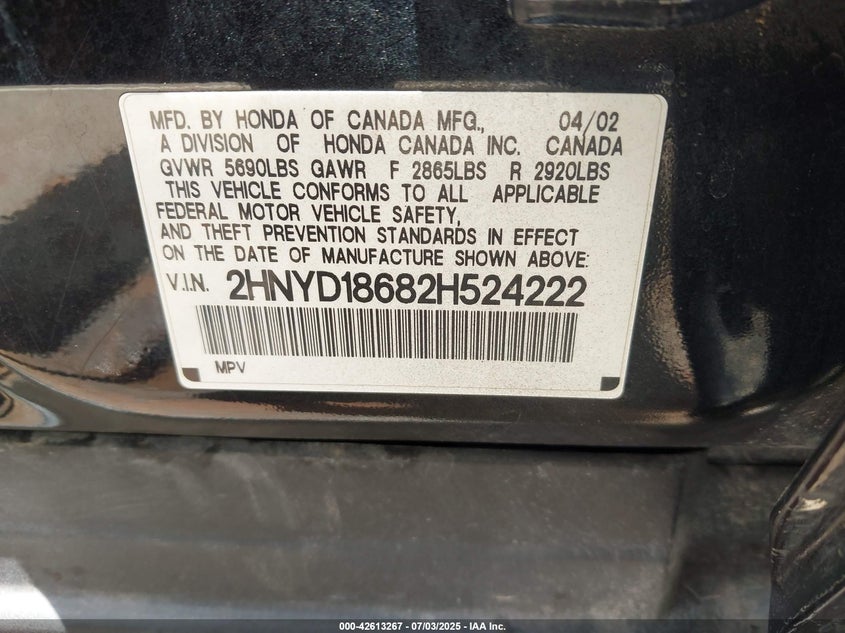 MFD. BY HONDA OF CANADA MFG., 04/02
A DIVISION OF HONDA CANADA INC. CANADA
GVWR 5690LBS GAWR F 2865LBS R 2920LBS
THIS VEHICLE CONFORMS TO ALL APPLICABLE
FEDERAL MOTOR VEHICLE SAFETY,
AND THEFT PREVENTION STANDARDS IN EFFECT
ON THE DATE OF MANUFACTURE SHOWN ABOVE:
V.I.N. 2HNYD18682H524222
MPV
000-42613267 - 07/03/2025 - IAA Inc.